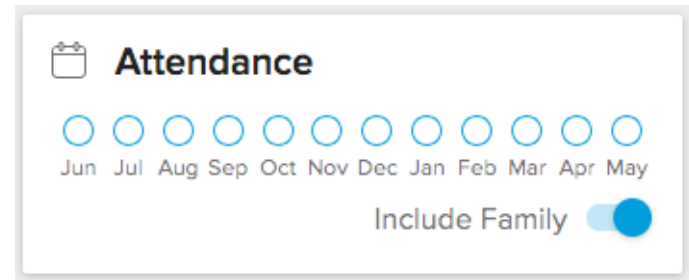 Attendance
Jun Jul Aug Sep Oct Nov Dec Jan Feb Mar Apr May
Include Family